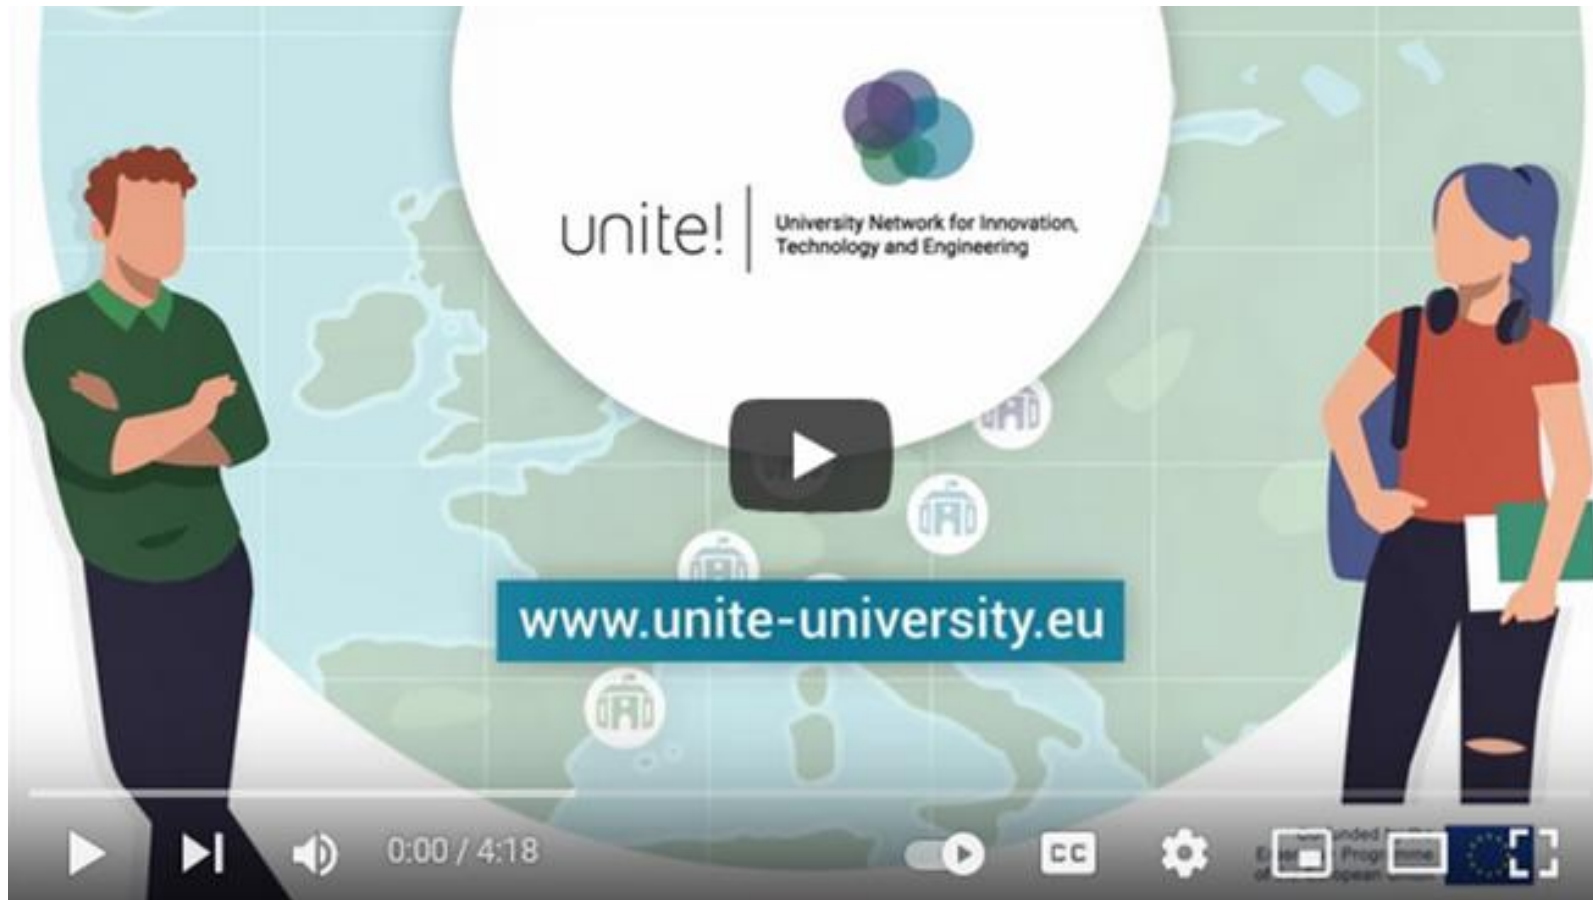 unite!
University Network for Innovation,
Technology and Engineering
www.unite-university.eu
0:00 / 4:18
CC